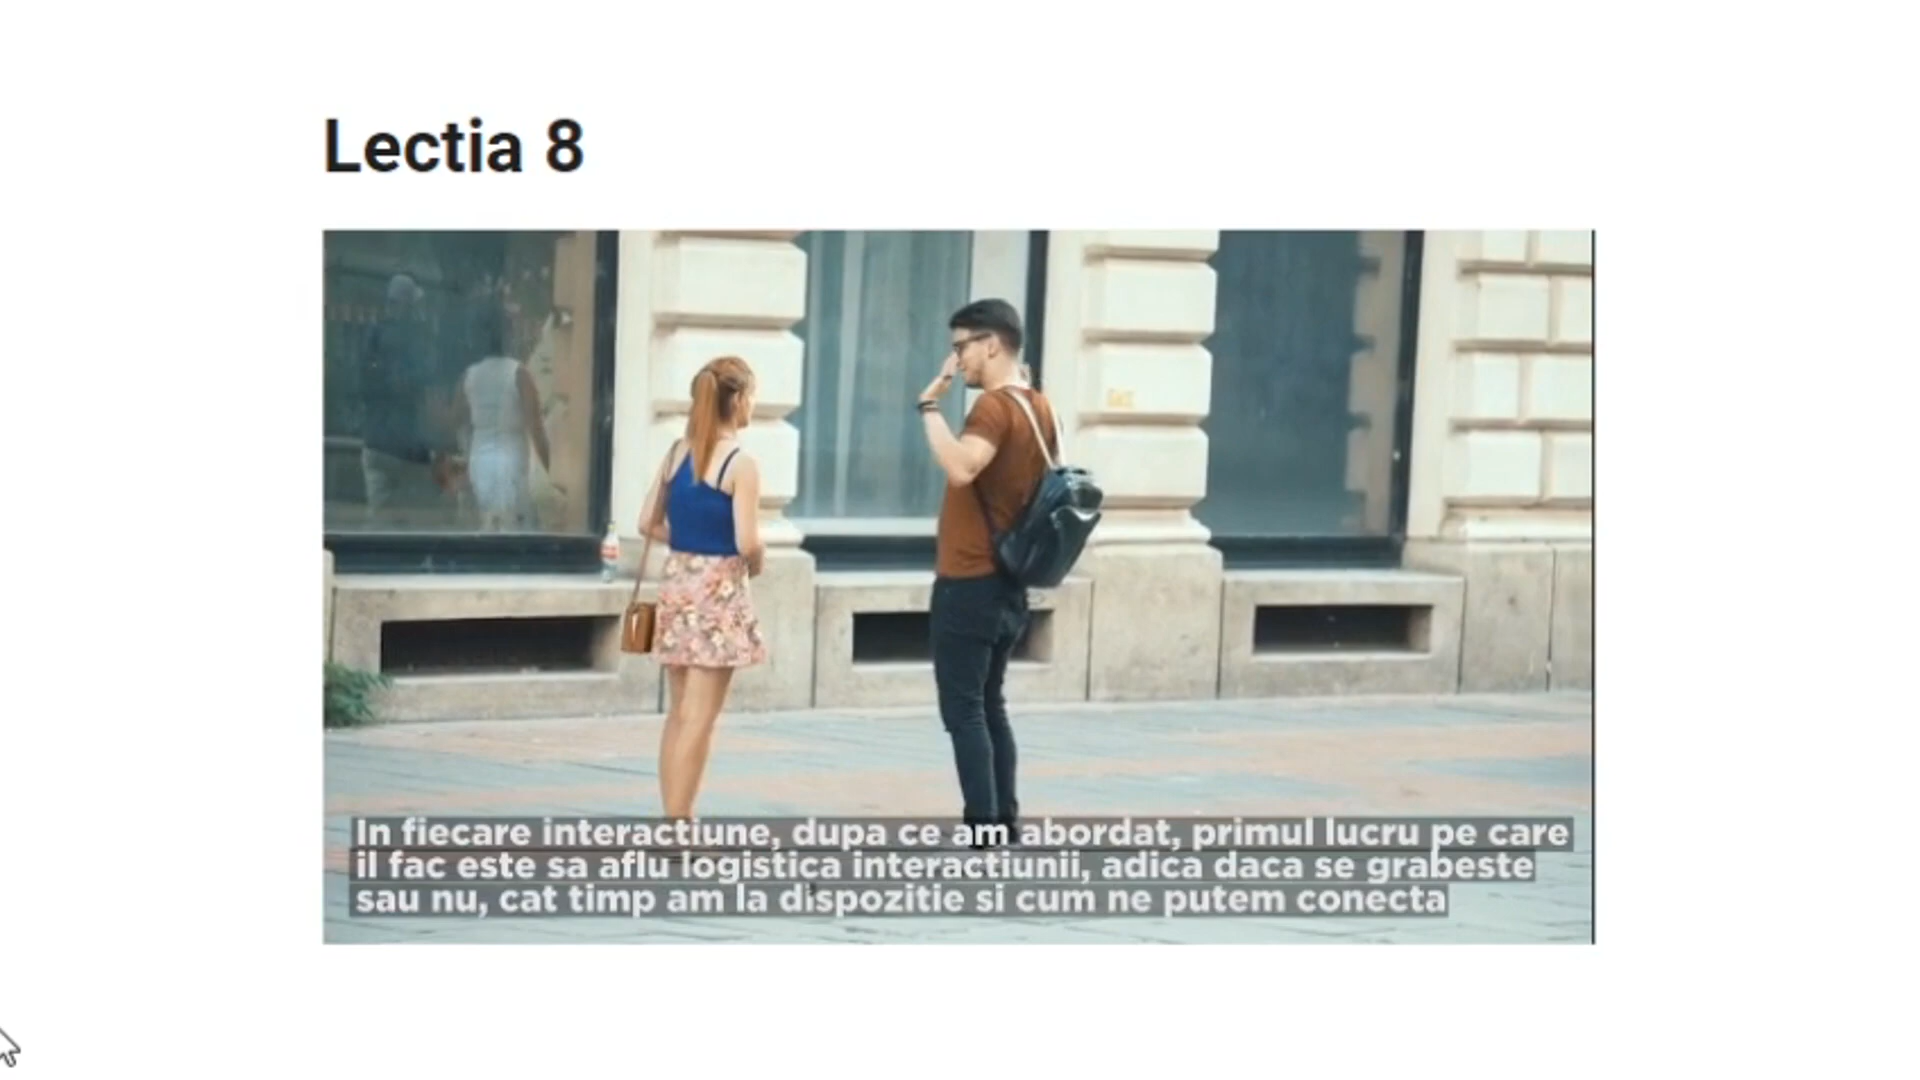 Lectia 8
In fiecare interactiune, dupa ce am abordat, primul lucru pe care
il fac este sa aflu logistica interactiunii, adica daca se grabeste
sau nu, cat timp am la dispozitie si cum ne putem conecta